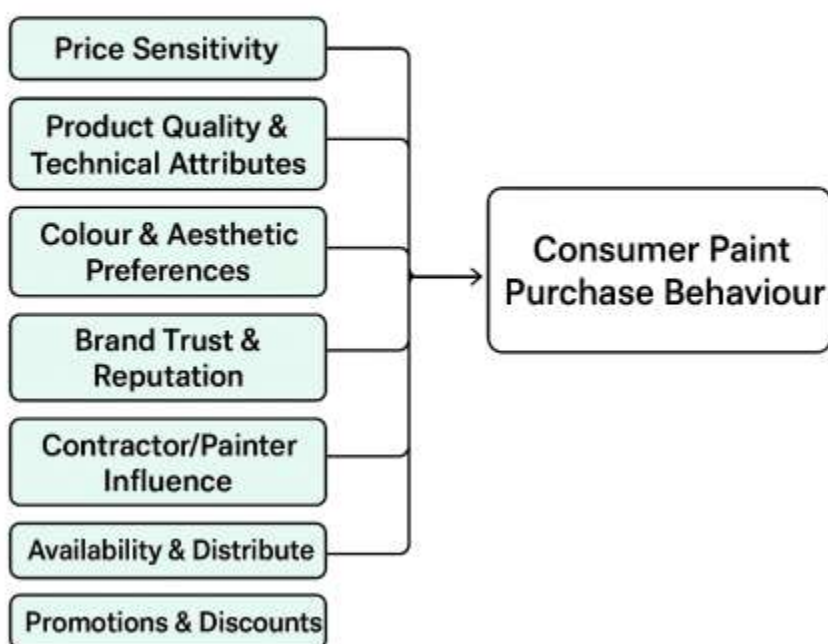 Price Sensitivity
Product Quality &
Technical Attributes
Colour & Aesthetic
Preferences
Brand Trust &
Reputation
Contractor/Painter
Influence
Availability & Distribute
Promotions & Discounts
Consumer Paint
Purchase Behaviour